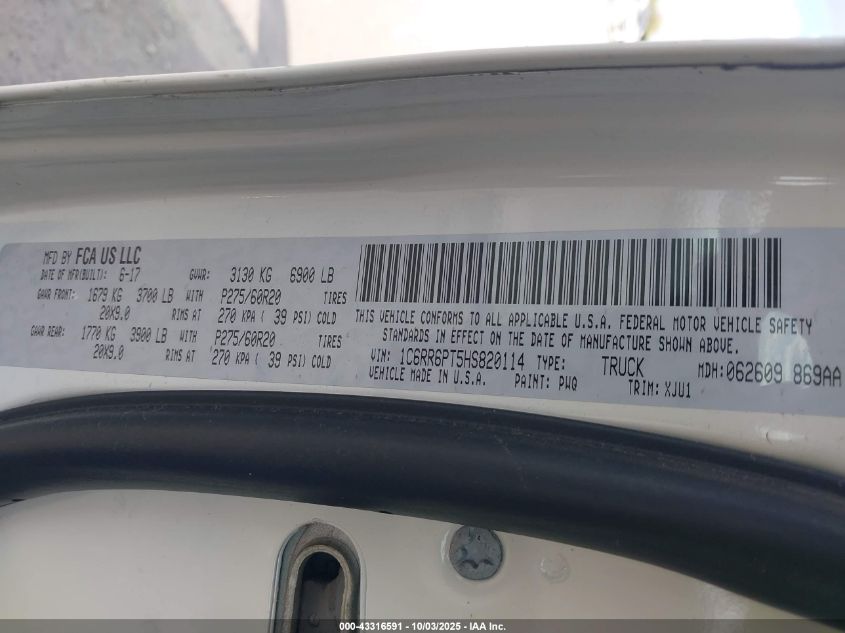 MFD BY FCA US LLC
DATE OF MFR(BUILT): 6-17 GVWR: 3130 KG 6900 LB
GAWR FRONT: 1679 KG 3700 LB WITH P275/60R20 TIRES
20X9.0 RIMS AT 270 KPA ( 39 PSI) COLD
GAWR REAR: 1770 KG 3900 LB WITH P275/60R20 TIRES
20X9.0 RIMS AT 270 KPA ( 39 PSI) COLD
THIS VEHICLE CONFORMS TO ALL APPLICABLE U.S.A. FEDERAL MOTOR VEHICLE SAFETY
STANDARDS IN EFFECT ON THE DATE OF MANUFACTURE SHOWN ABOVE.
VIN: 1C6RR6PT5HS820114 TYPE: TRUCK MDH:062609 869AA
VEHICLE MADE IN U.S.A. PAINT: PWQ TRIM: XJU1
000-43316591 - 10/03/2025 - IAA Inc.